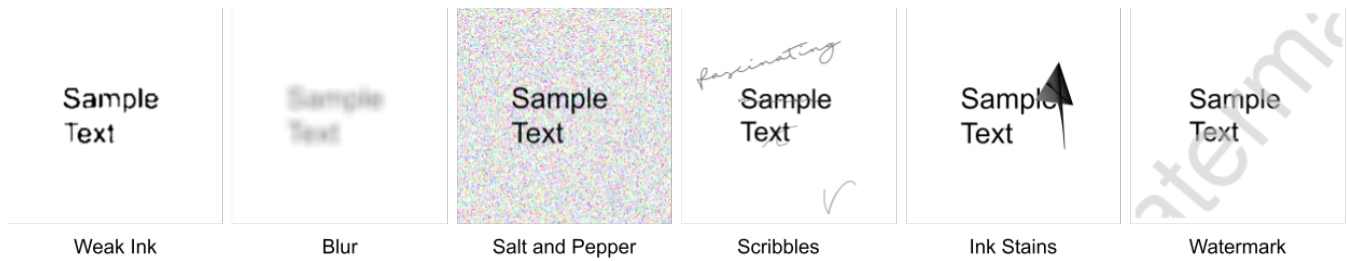 Sample
Text
Weak Ink
Sample
Text
Blur
Sample
Text
Salt and Pepper
fascinating
Sample
Text
Scribbles
Sample
Text
Ink Stains
Sample
Text
atermar
Watermark